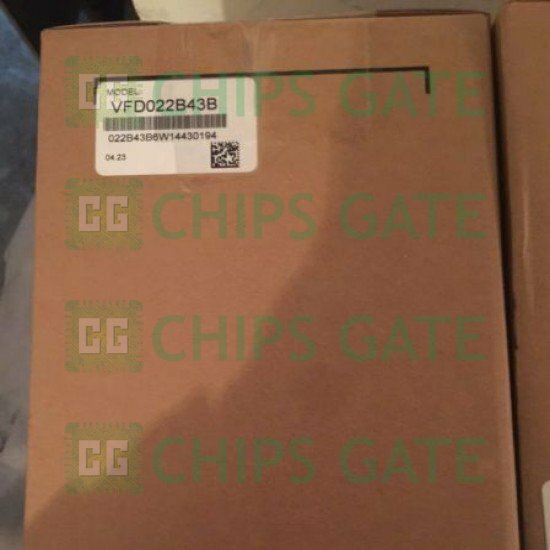 MODEL:
VFD022B43B
022B43B6W14430194
04.23
CG CHIPS GATE
CG CHIPS GATE
CG CHIPS GATE
CG CHIPS GATE